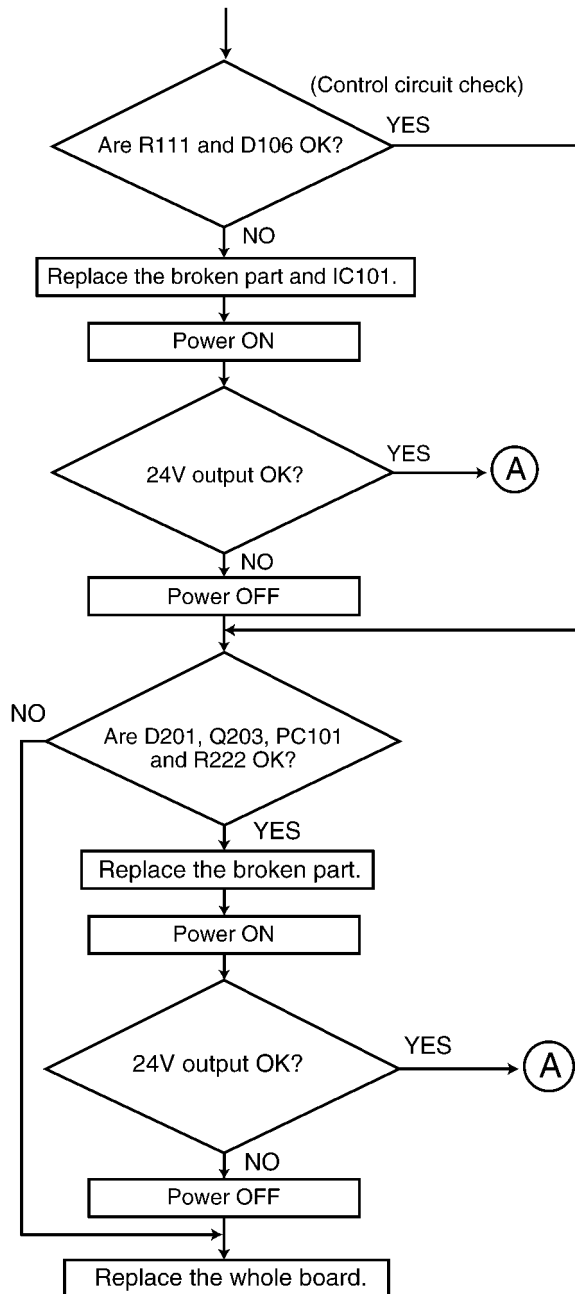 (Control circuit check)
YES
Are R111 and D106 OK?
NO
Replace the broken part and IC101.
Power ON
YES
24V output OK?
A
NO
Power OFF
NO
Are D201, Q203, PC101
and R222 OK?
YES
Replace the broken part.
Power ON
YES
24V output OK?
A
NO
Power OFF
Replace the whole board.